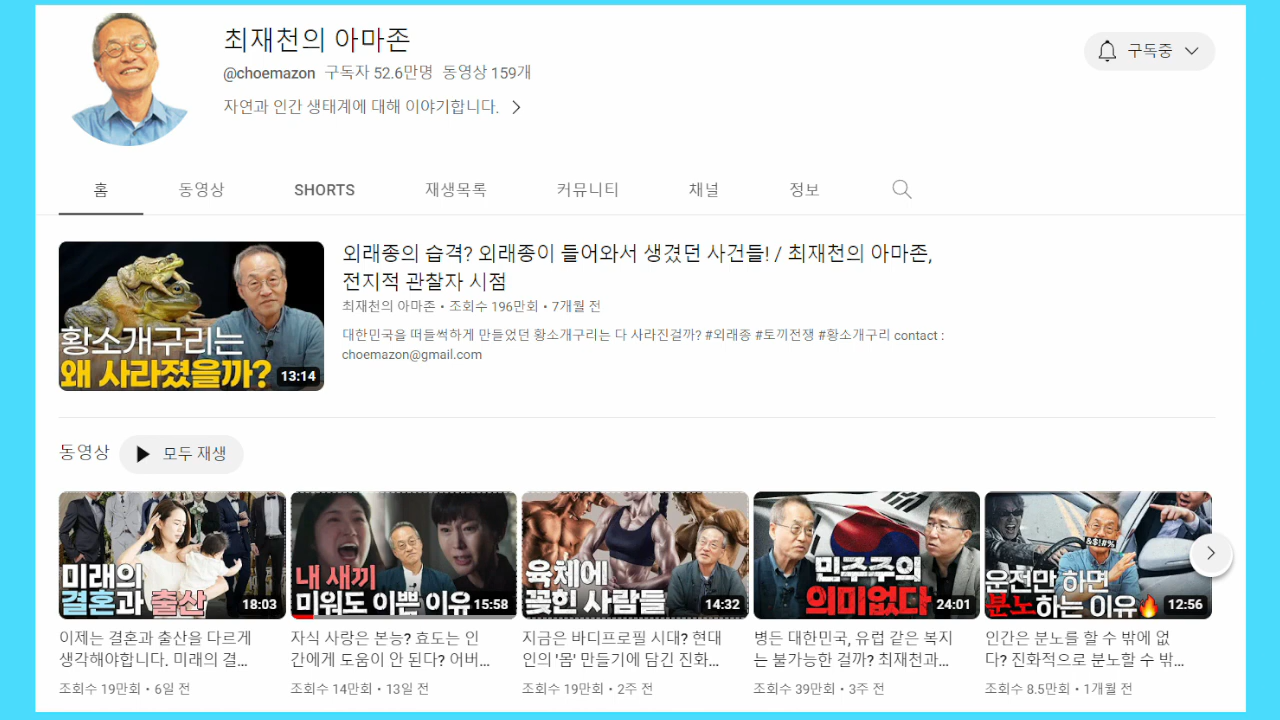 최재천의 아마존
@choemazon 구독자 52.6만명 동영상 159개
자연과 인간 생태계에 대해 이야기합니다.
구독중
홈 동영상 SHORTS 재생목록 커뮤니티 채널 정보
황소개구리는
왜 사라졌을까?
13:14
외래종의 습격? 외래종이 들어와서 생겼던 사건들! / 최재천의 아마존,
전지적 관찰자 시점
최재천의 아마존 • 조회수 196만회 • 7개월 전
대한민국을 떠들썩하게 만들었던 황소개구리는 다 사라진걸까? #외래종 #토끼전쟁 #황소개구리 contact :
choemazon@gmail.com
동영상 모두 재생
미래의
결혼과 출산
18:03
이제는 결혼과 출산을 다르게
생각해야합니다. 미래의 결...
조회수 19만회 • 6일 전
내 새끼
미워도 이쁜 이유
15:58
자식 사랑은 본능? 효도는 인
간에게 도움이 안 된다? 어버...
조회수 14만회 • 13일 전
육체에
꽂힌 사람들
14:32
지금은 바디프로필 시대? 현대
인의 '몸' 만들기에 담긴 진화...
조회수 19만회 • 2주 전
민주주의
의미없다
24:01
병든 대한민국, 유럽 같은 복지
는 불가능한 걸까? 최재천과...
조회수 39만회 • 3주 전
&$!#%
운전만 하면
분노하는 이유🔥
12:56
인간은 분노를 할 수 밖에 없
다? 진화적으로 분노할 수 밖...
조회수 8.5만회 • 1개월 전